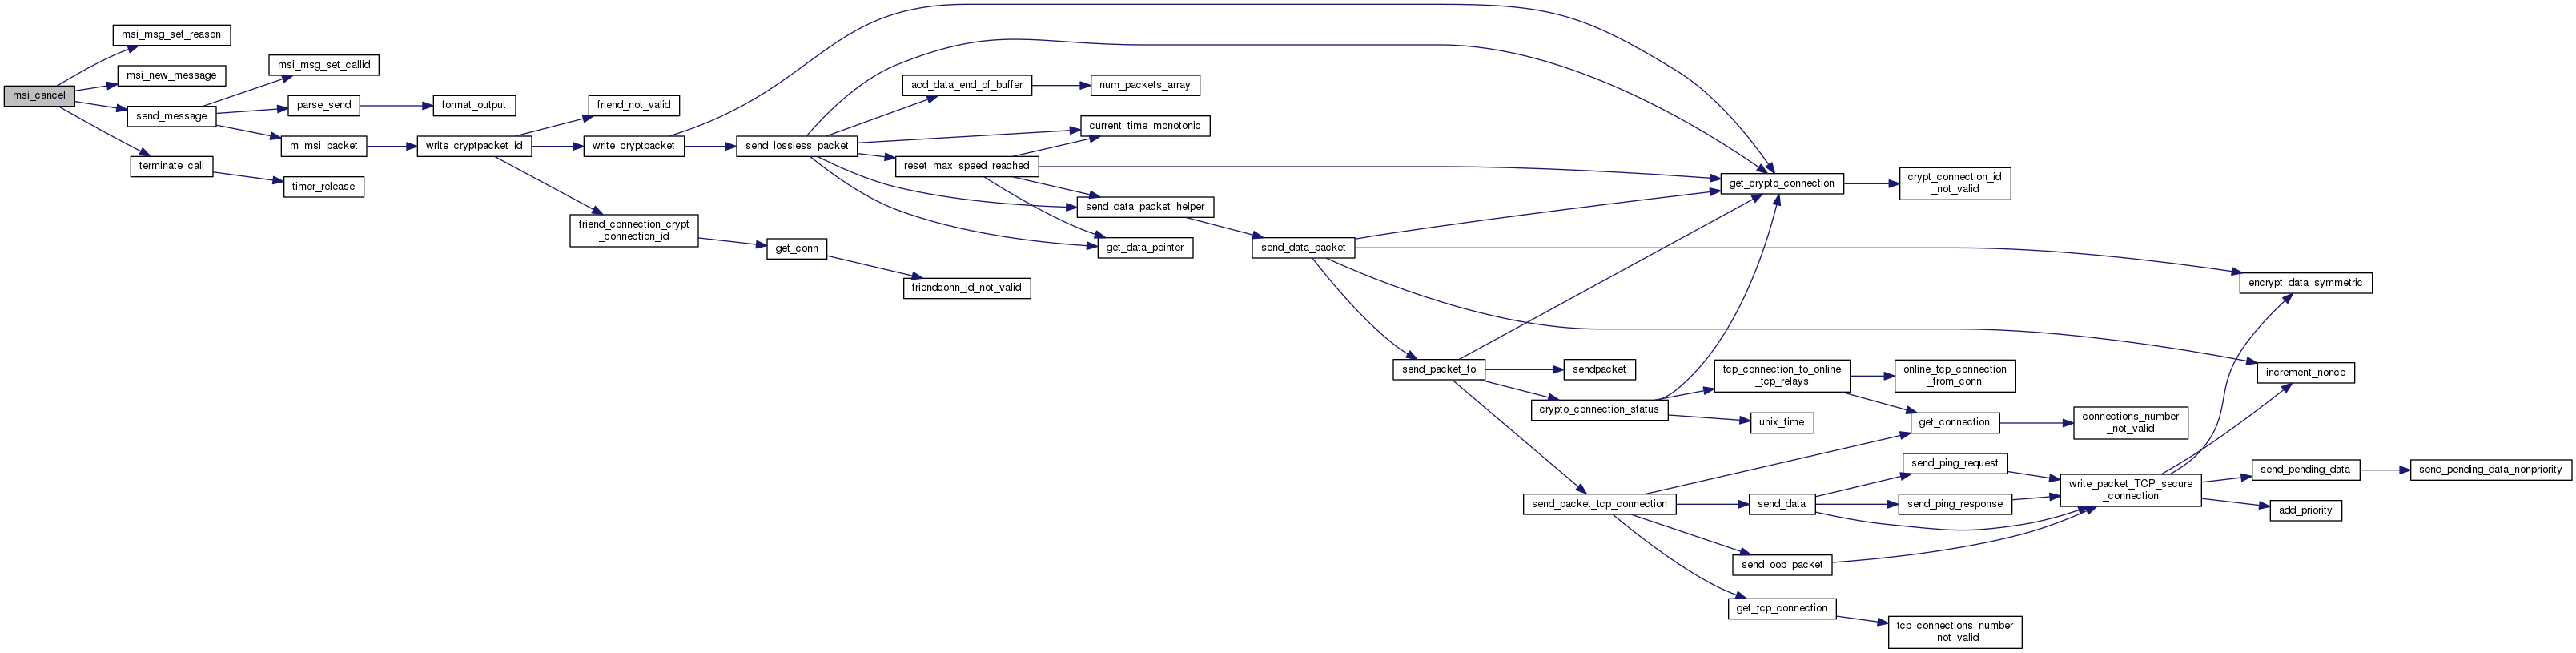 msi_cancel
msi_msg_set_reason
msi_new_message
send_message
terminate_call
msi_msg_set_callid
parse_send
m_msi_packet
timer_release
format_output
write_cryptpacket_id
friend_not_valid
write_cryptpacket
friend_connection_crypt
_connection_id
send_lossless_packet
get_conn
add_data_end_of_buffer
reset_max_speed_reached
friendconn_id_not_valid
num_packets_array
current_time_monotonic
send_data_packet_helper
get_data_pointer
send_data_packet
send_packet_to
sendpacket
crypto_connection_status
send_packet_tcp_connection
get_crypto_connection
tcp_connection_to_online
_tcp_relays
unix_time
send_data
send_oob_packet
get_tcp_connection
crypt_connection_id
_not_valid
online_tcp_connection
_from_conn
get_connection
send_ping_request
send_ping_response
tcp_connections_number
_not_valid
connections_number
_not_valid
write_packet_TCP_secure
_connection
encrypt_data_symmetric
increment_nonce
send_pending_data
add_priority
send_pending_data_nonpriority